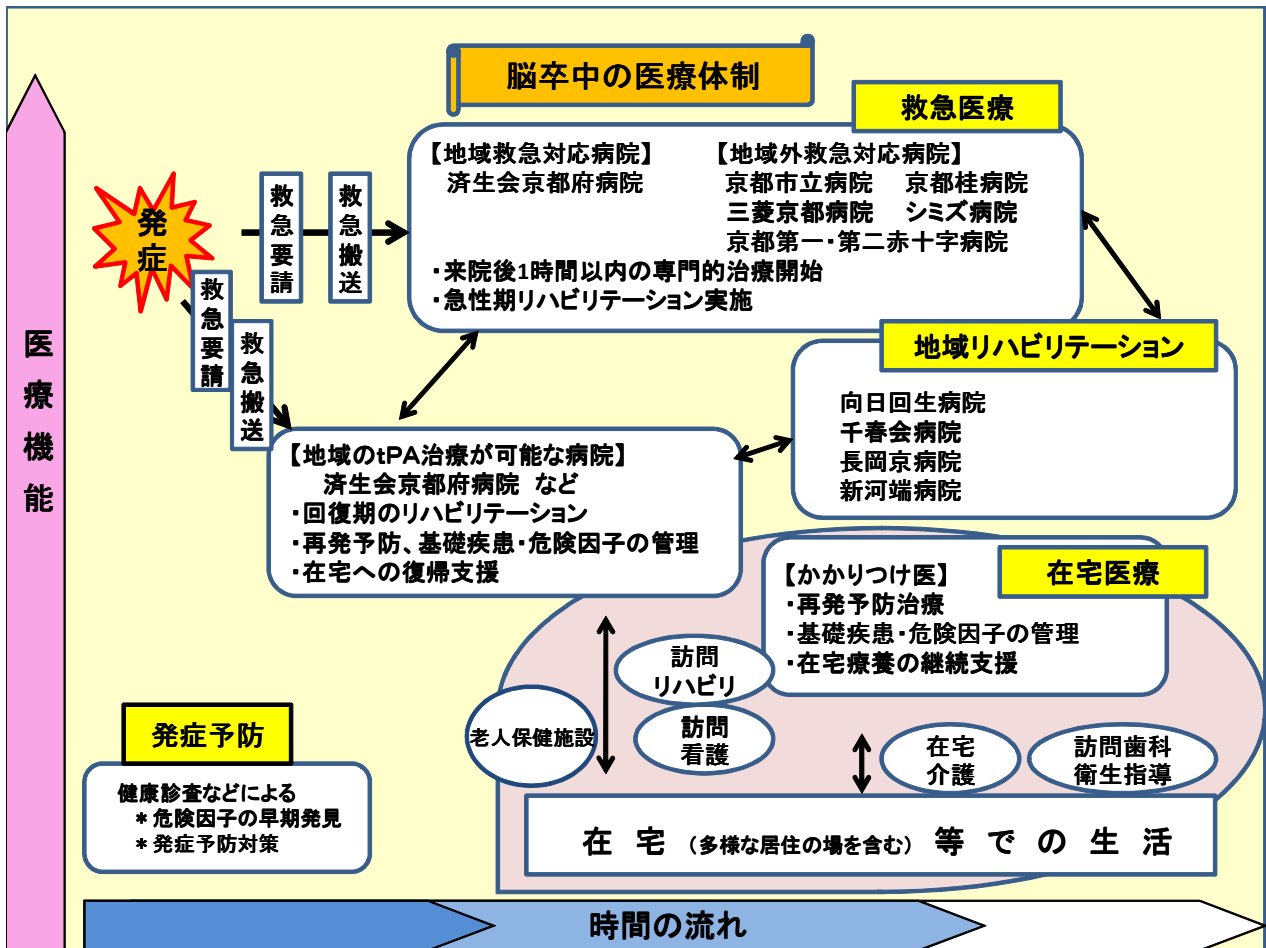 脳卒中の医療体制
救急医療
【地域救急対応病院】
済生会京都府病院
【地域外救急対応病院】
京都市立病院　京都桂病院
三菱京都病院　シミズ病院
京都第一・第二赤十字病院
・来院後1時間以内の専門的治療開始
・急性期リハビリテーション実施
発症
救急要請
救急搬送
救急要請
救急搬送
医療機能
地域リハビリテーション
向日回生病院
千春会病院
長岡京病院
新河端病院
【地域のtPA治療が可能な病院】
済生会京都府病院 など
・回復期のリハビリテーション
・再発予防、基礎疾患・危険因子の管理
・在宅への復帰支援
在宅医療
【かかりつけ医】
・再発予防治療
・基礎疾患・危険因子の管理
・在宅療養の継続支援
訪問
リハビリ
訪問
看護
老人保健施設
在宅
介護
訪問歯科
衛生指導
発症予防
健康診査などによる
＊危険因子の早期発見
＊発症予防対策
在宅（多様な居住の場を含む）等での生活
時間の流れ